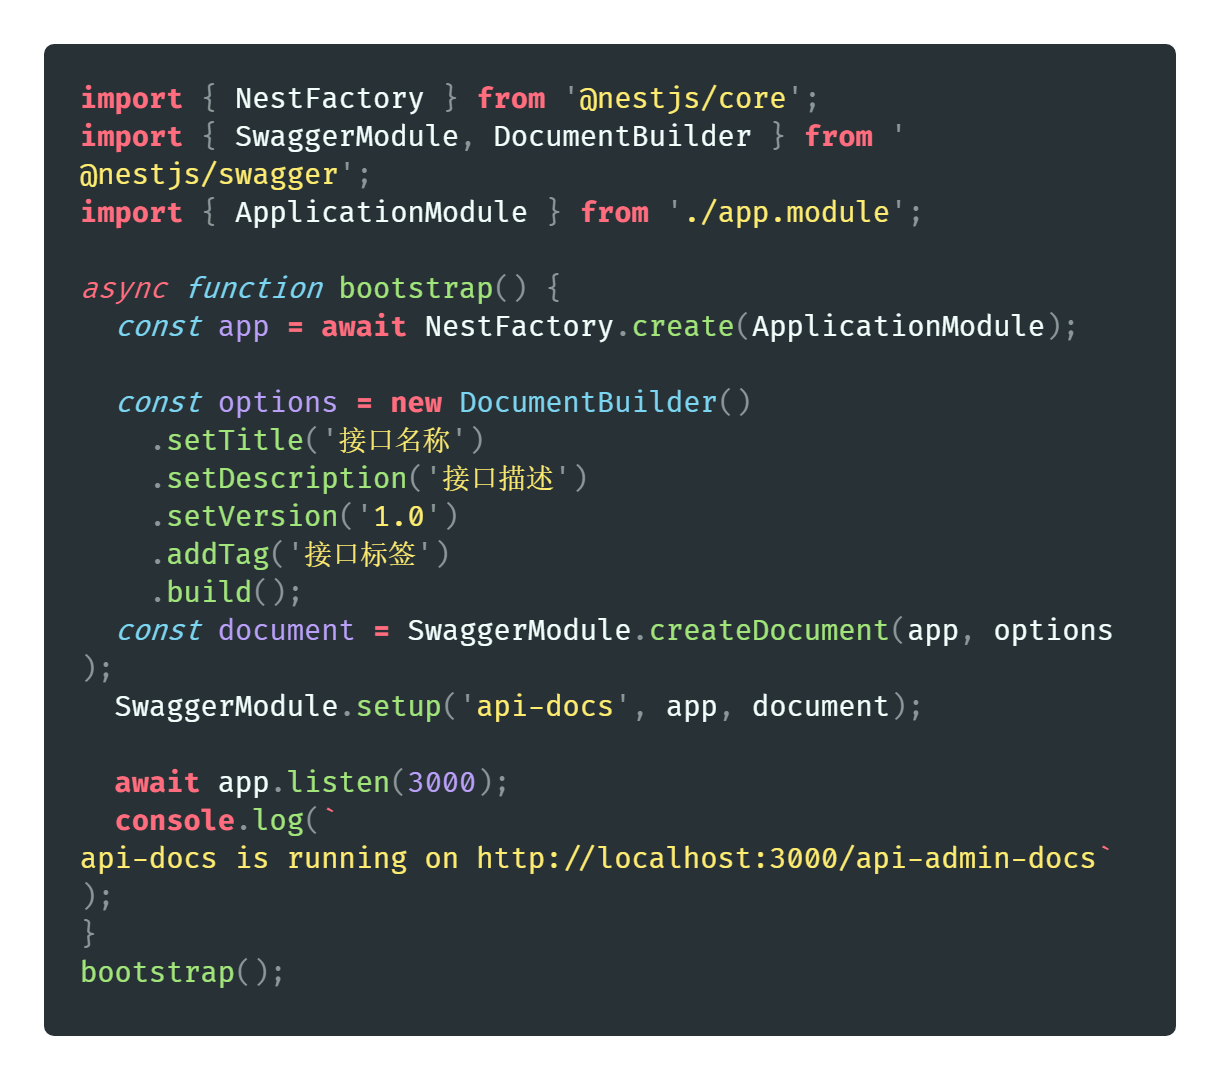 import { NestFactory } from '@nestjs/core';
import { SwaggerModule, DocumentBuilder } from '
@nestjs/swagger';
import { ApplicationModule } from './app.module';

async function bootstrap() {
  const app = await NestFactory.create(ApplicationModule);

  const options = new DocumentBuilder()
    .setTitle('接口名称')
    .setDescription('接口描述')
    .setVersion('1.0')
    .addTag('接口标签')
    .build();
  const document = SwaggerModule.createDocument(app, options
);
  SwaggerModule.setup('api-docs', app, document);

  await app.listen(3000);
  console.log(`
api-docs is running on http://localhost:3000/api-admin-docs`
);
}
bootstrap();